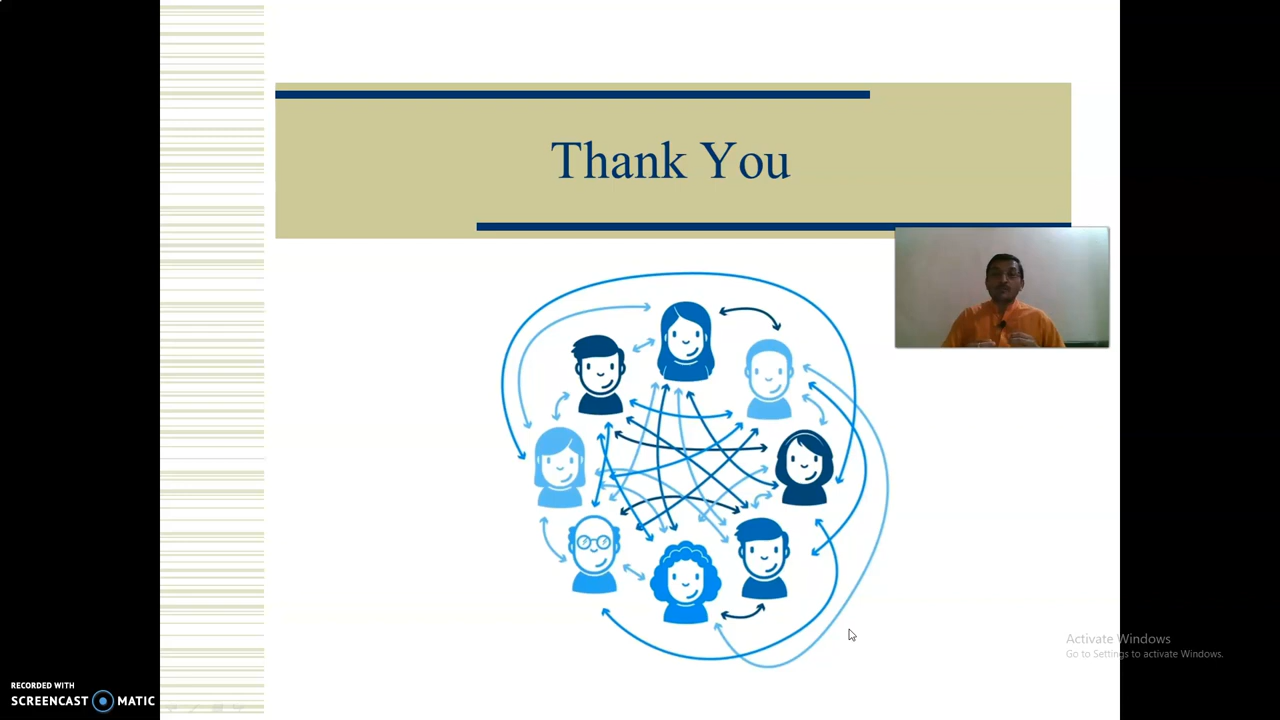 Thank You
Activate Windows
Go to Settings to activate Windows.
RECORDED WITH
SCREENCAST MATIC